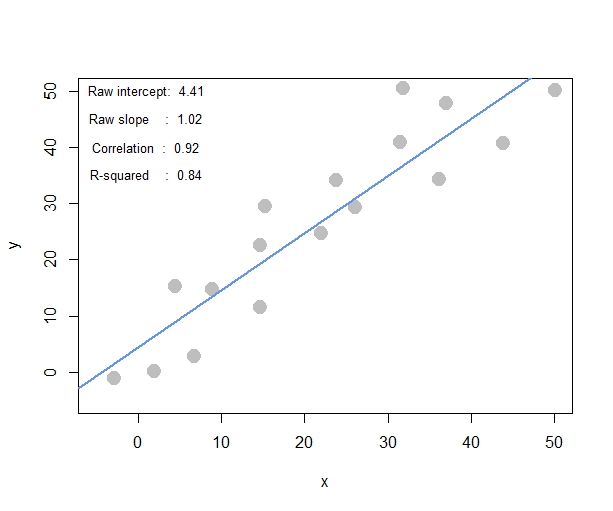 Raw intercept: 4.41
Raw slope : 1.02
Correlation : 0.92
R-squared : 0.84
50
40
30
20
10
0
y
0 10 20 30 40 50
x